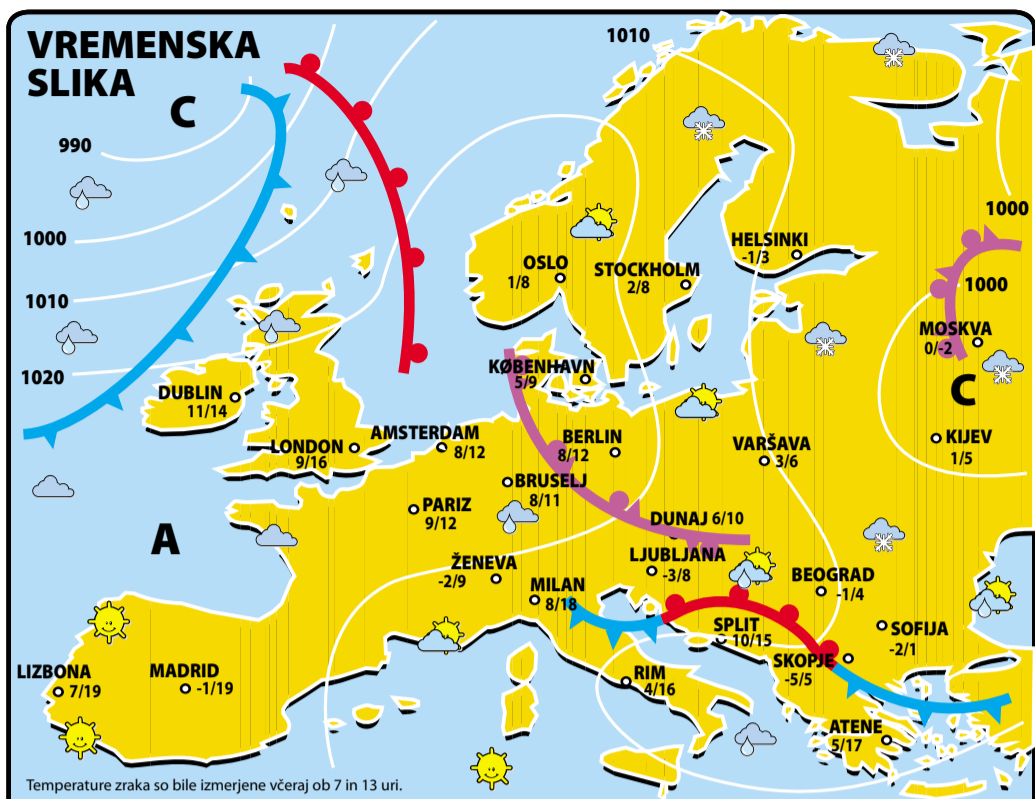 VREMENSKA
SLIKA
C
1010
990
1000
1010
1020
1000
1000
HELSINKI
-1/3
OSLO
1/8
STOCKHOLM
2/8
MOSKVA
0/-2
C
KØBENHAVN
5/9
DUBLIN
11/14
LONDON
9/16
AMSTERDAM
8/12
BERLIN
8/12
VARŠAVA
3/6
KIJEV
1/5
BRUSELJ
8/11
PARIZ
9/12
A
DUNAJ 6/10
LJUBLJANA
-3/8
ŽENEVA
-2/9
MILAN
8/18
BEOGRAD
-1/4
SPLIT
10/15
SOFIJA
-2/1
SKOPJE
-5/5
LIZBONA
7/19
MADRID
-1/19
RIM
4/16
ATENE
5/17
Temperature zraka so bile izmerjene včeraj ob 7 in 13 uri.